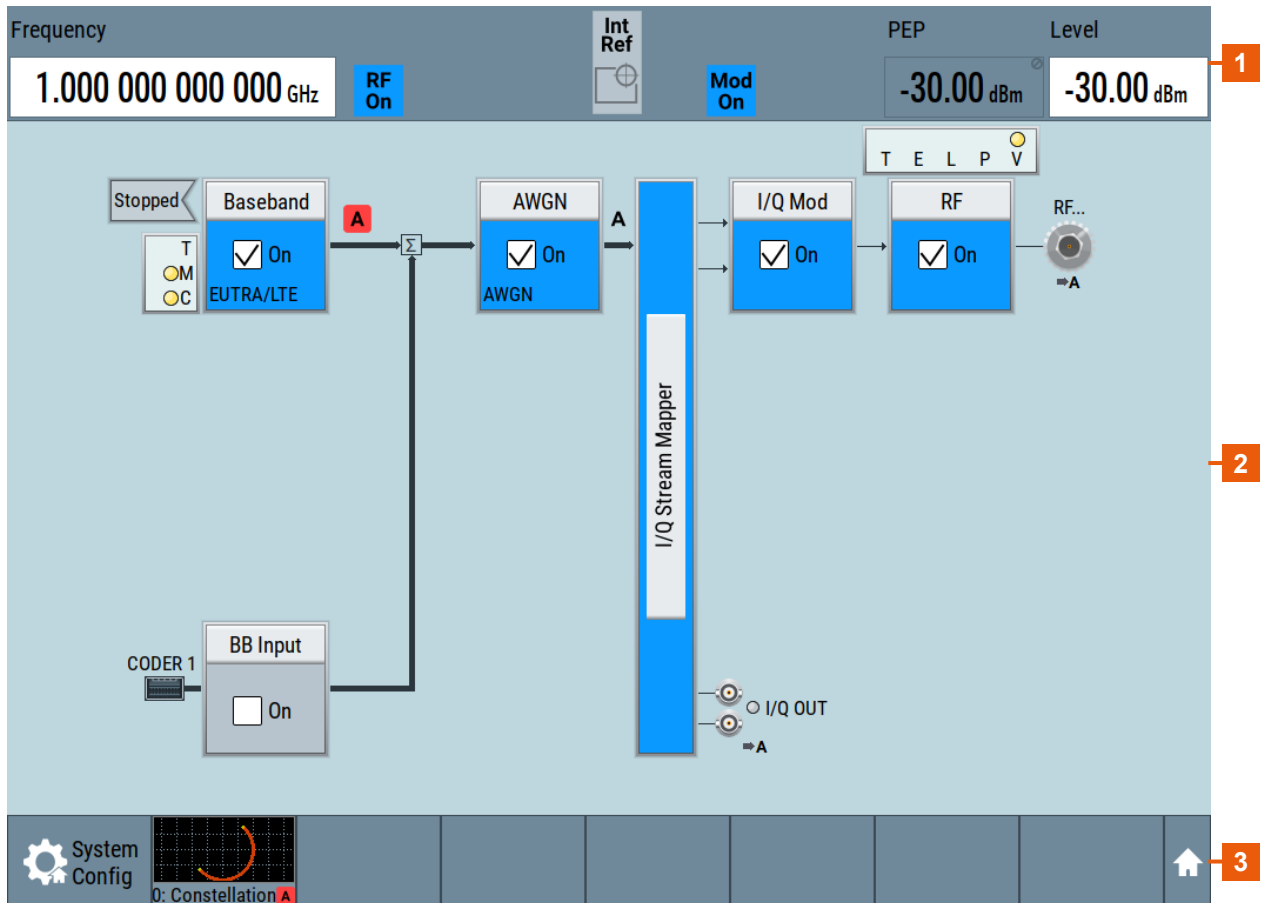 Frequency
Int
Ref
PEP
Level
1
1.000 000 000 000 GHz
RF
On
Mod
On
-30.00 dBm
-30.00 dBm
T E L P V
Stopped
Baseband
On
EUTRA/LTE
T
M
C
A
Σ
AWGN
On
AWGN
A
I/Q Stream Mapper
I/Q Mod
On
RF
On
RF...
A
2
CODER 1
BB Input
On
I/Q OUT
A
System
Config
0: Constellation A
3